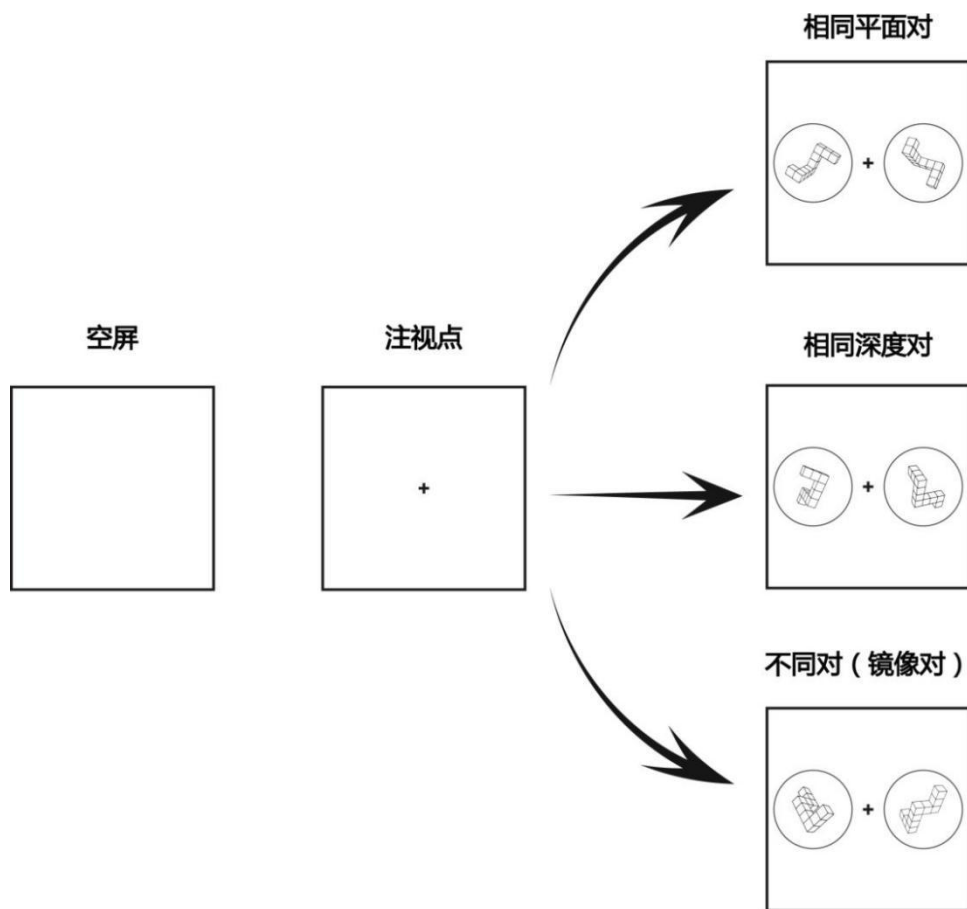 相同平面对
空屏
注视点
相同深度对
不同对（镜像对）